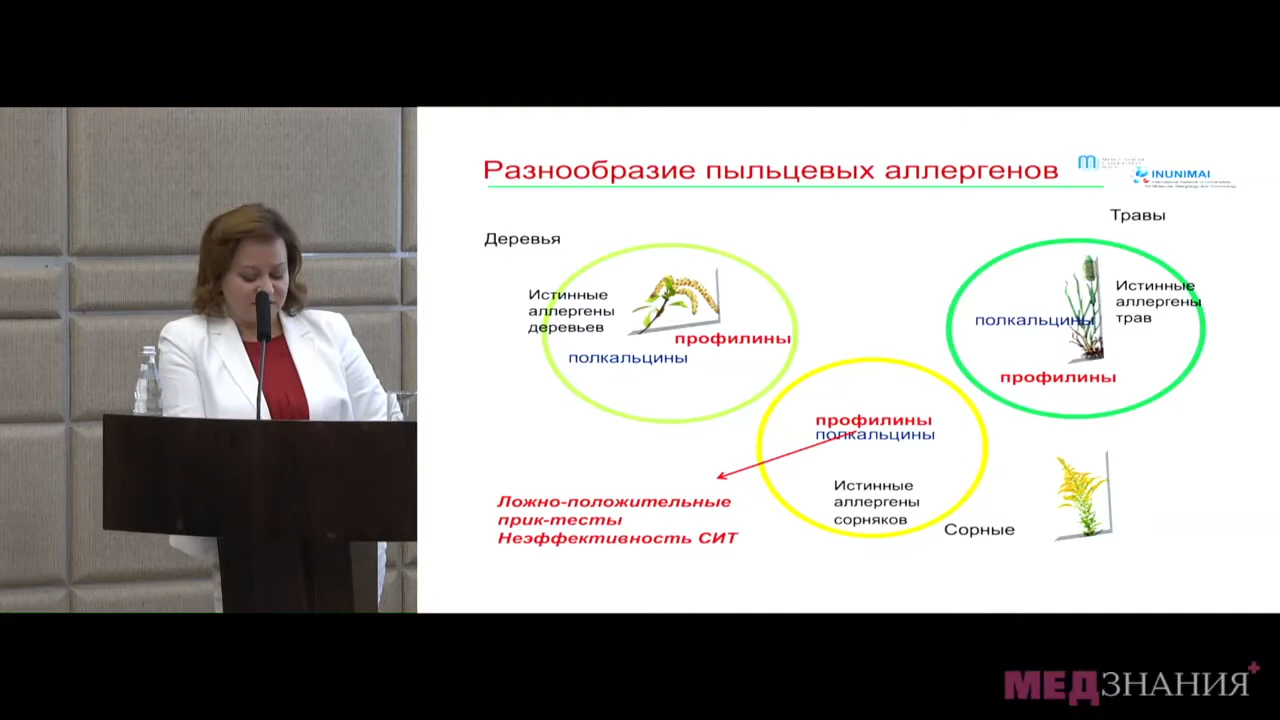 Разнообразие пыльцевых аллергенов
INUNIMAI
Травы
Деревья
Истинные
аллергены
деревьев
профилины
полкальцины
Истинные
аллергены
трав
полкальцины
профилины
профилины
полкальцины
Истинные
аллергены
сорняков
Сорные
Ложно-положительные
прик-тесты
Неэффективность СИТ
МЕДЗНАНИЯ+